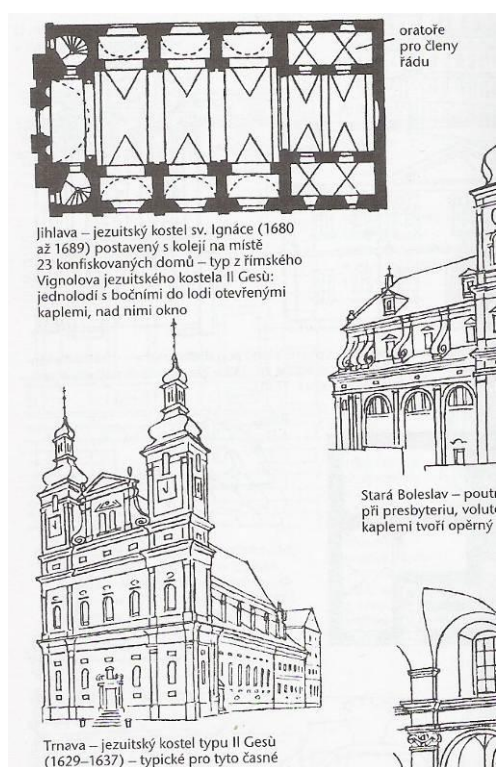 oratoře
pro členy
řádu
Jihlava – jezuitský kostel sv. Ignáce (1680
až 1689) postavený s kolejí na místě
23 konfiskovaných domů – typ z římského
Vignolova jezuitského kostela Il Gesù:
jednolodí s bočními do lodi otevřenými
kaplemi, nad nimi okno
Stará Boleslav –
při presbyteriu,
kaplemi tvoří opěrný
Trnava – jezuitský kostel typu Il Gesù
(1629–1637) – typické pro tyto časné